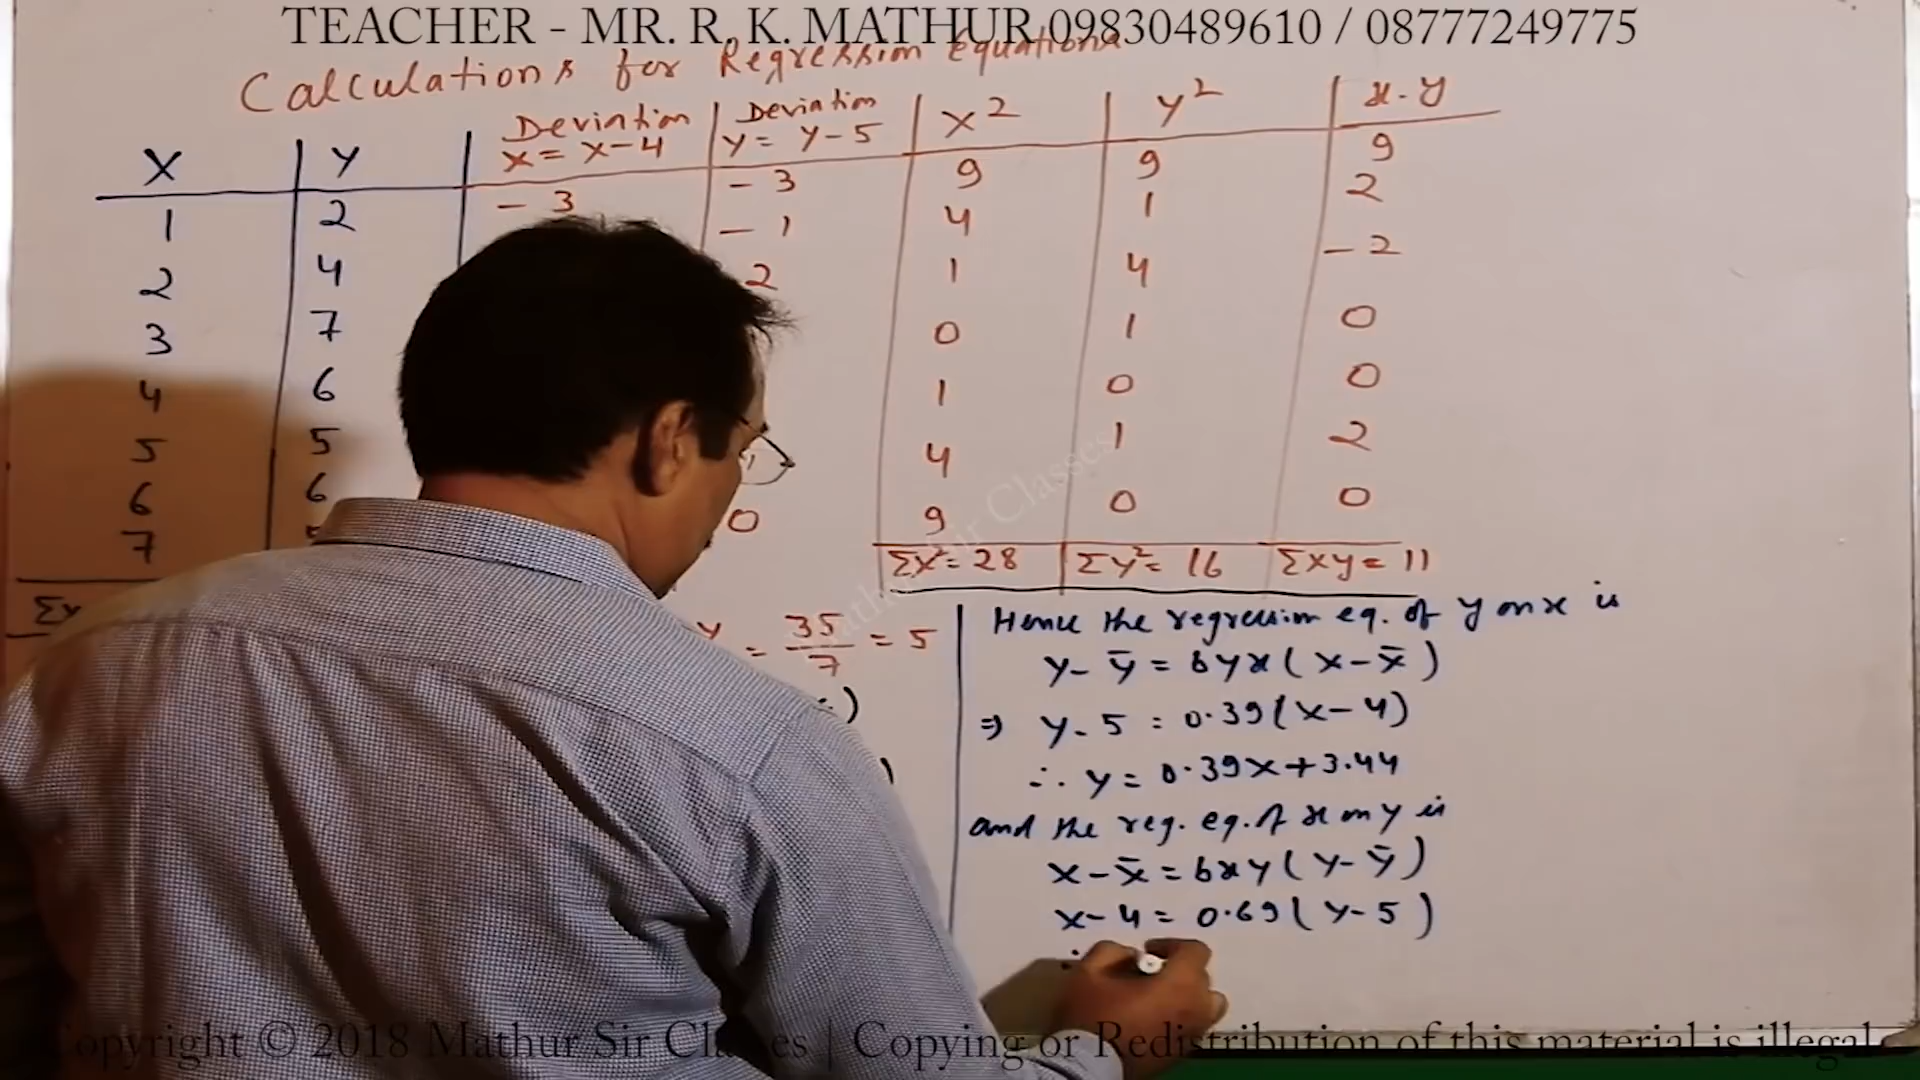 TEACHER - MR. R. K. MATHUR 09830489610 / 08777249775
Calculations for Regression Equations
X Y Deviation x = x-4 Deviation y = y-5 x² y² x.y
1 2 -3 -3 9 9 9
2 4 -1 4 1 2
3 7 2 1 4 -2
4 6 0 1 0
5 5 1 0 0
6 6 1 4 1 2
7 0 9 0 0
Σx²= 28 Σy²= 16 Σxy= 11
= 35/7 = 5
Hence the regression eq. of y on x is
y - ȳ = byx (x - x̄)
⇒ y - 5 = 0.39 (x - 4)
∴ y = 0.39x + 3.44
and the reg. eq. of x on y is
x - x̄ = bxy (y - ȳ)
x - 4 = 0.69 (y - 5)
Mathur Sir Classes
Copyright © 2018 Mathur Sir Classes | Copying or Redistribution of this material is illegal